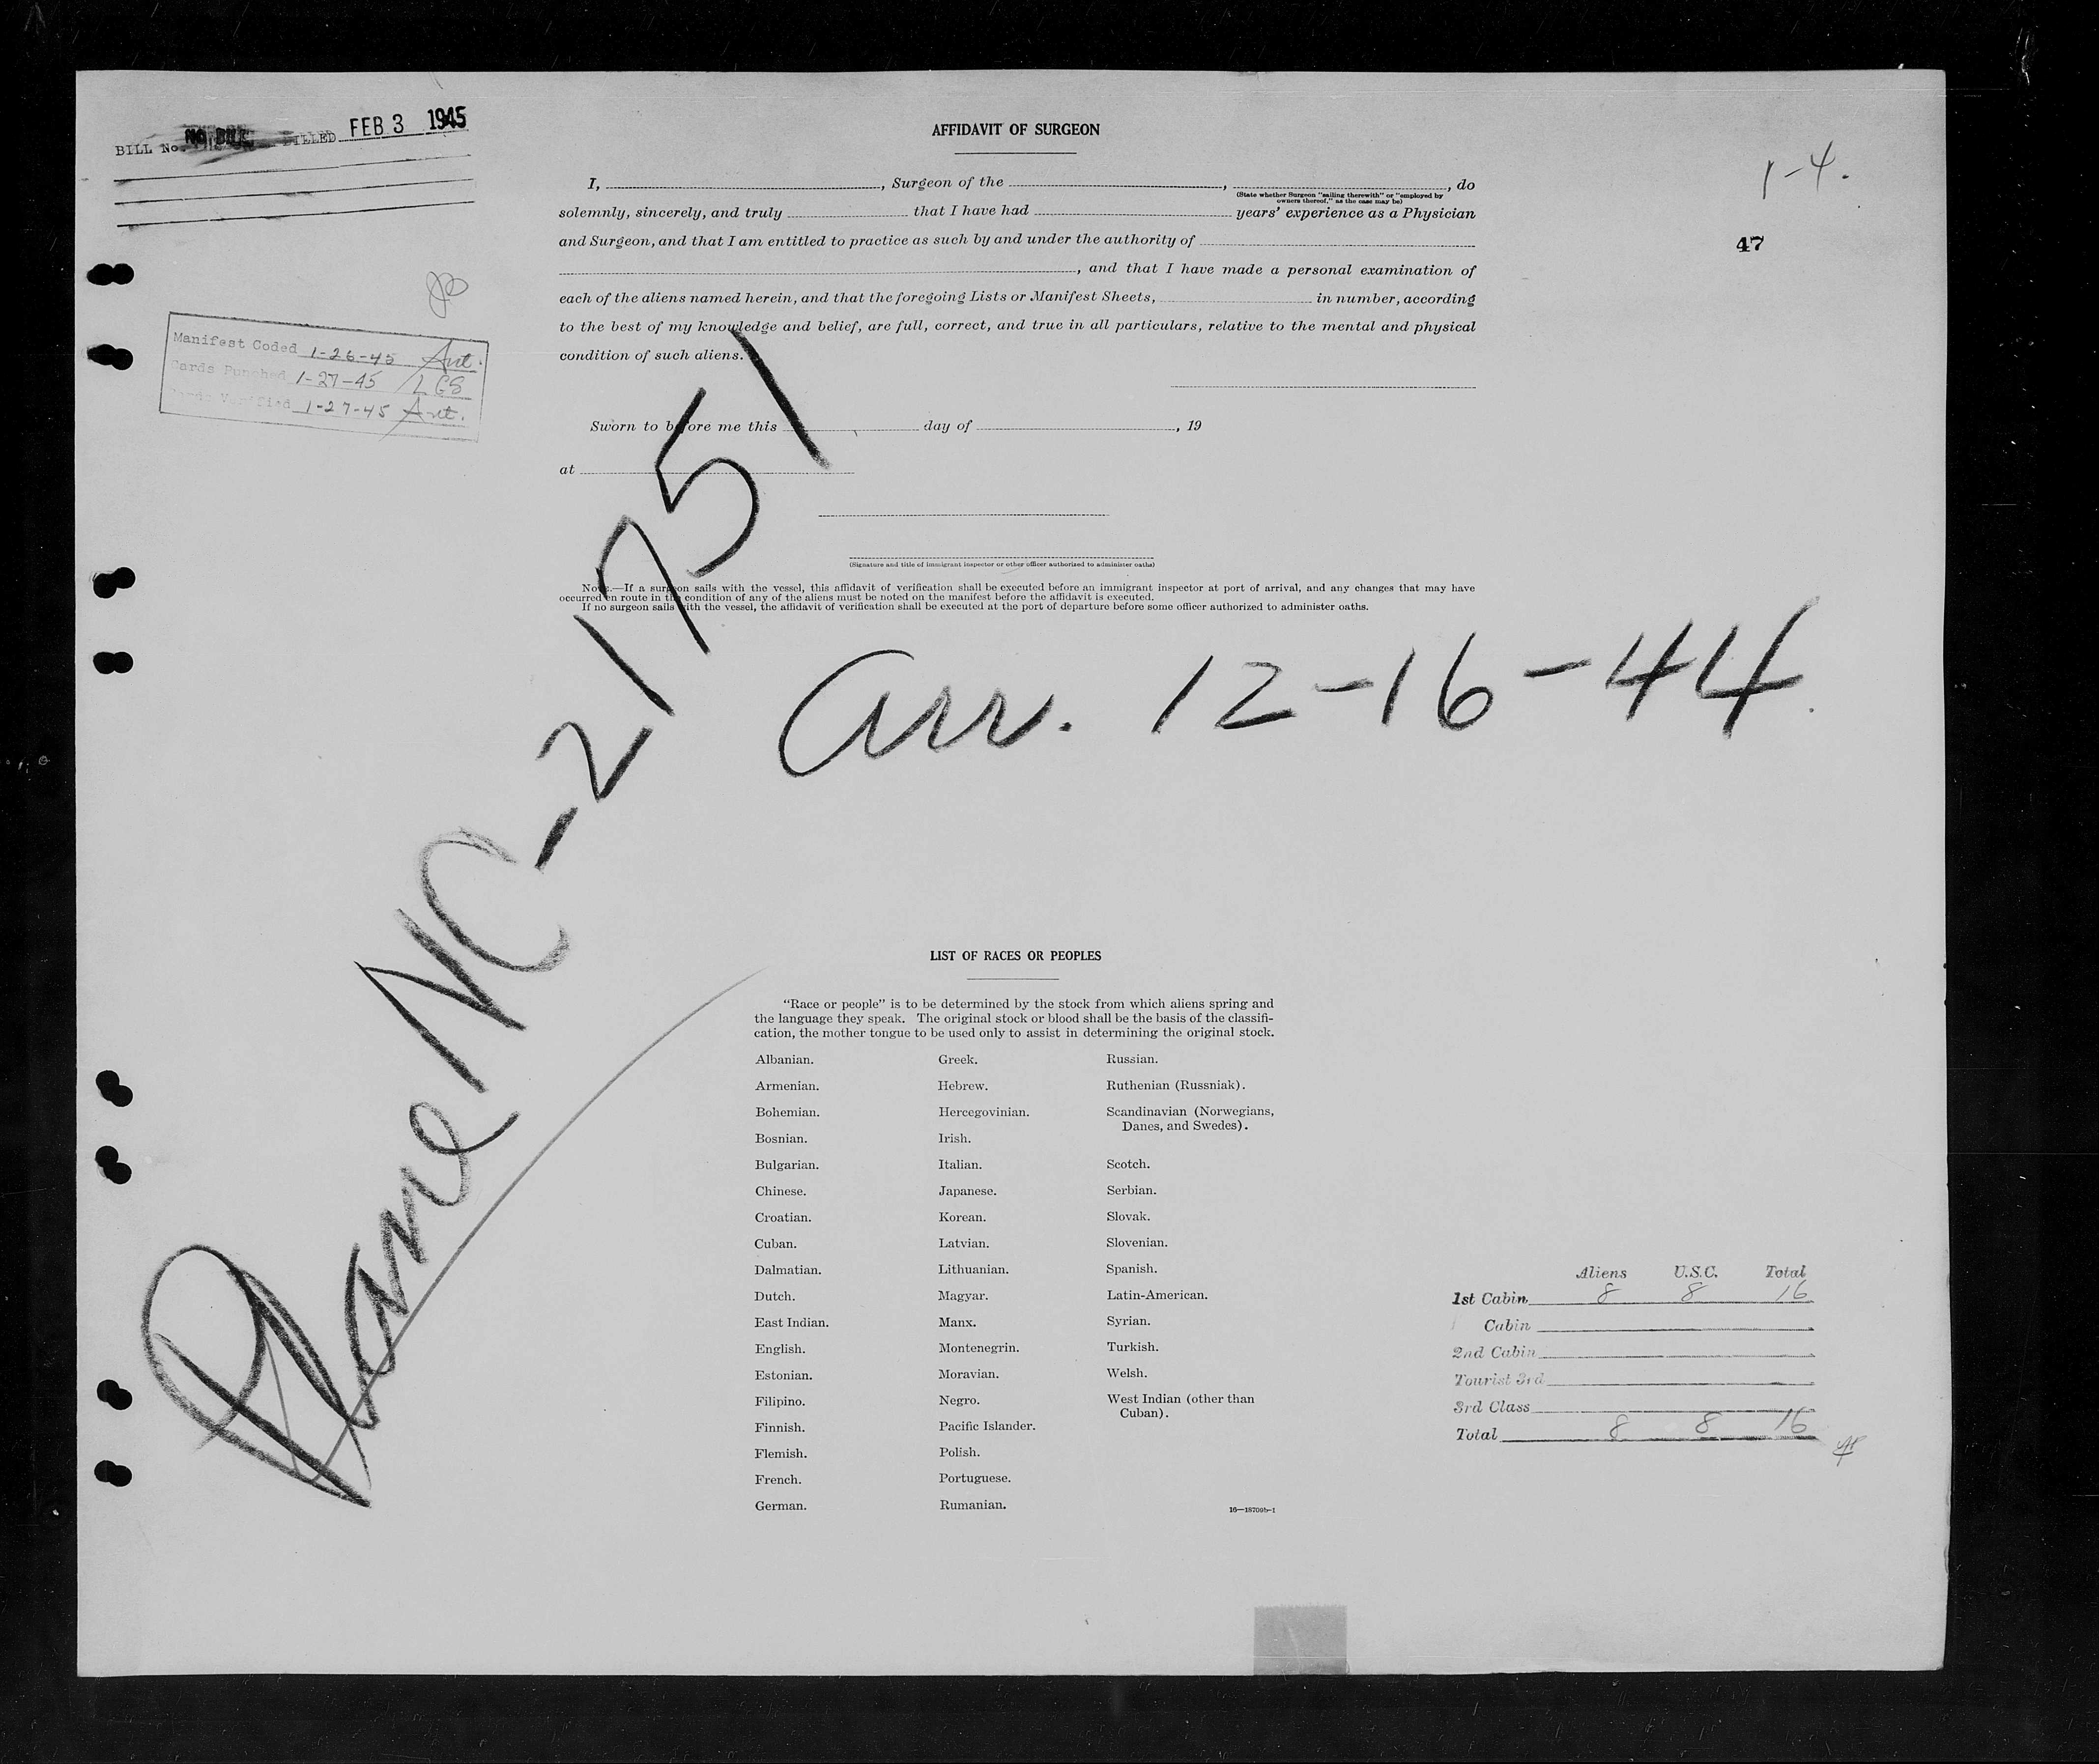 BILL No. NO BILL BILLED FEB 3 1945
AFFIDAVIT OF SURGEON
1-4.
47
I, , Surgeon of the , , do
(State whether Surgeon "sailing therewith" or "employed by
owners thereof," as the case may be)
solemnly, sincerely, and truly that I have had years' experience as a Physician
and Surgeon, and that I am entitled to practice as such by and under the authority of
, and that I have made a personal examination of
each of the aliens named herein, and that the foregoing Lists or Manifest Sheets, in number, according
to the best of my knowledge and belief, are full, correct, and true in all particulars, relative to the mental and physical
condition of such aliens.
Manifest Coded 1-26-45 Ant.
Cards Punched 1-27-45 LGS
Cards Verified 1-27-45 Ant.
Sworn to before me this day of , 19
at
(Signature and title of immigrant inspector or other officer authorized to administer oaths)
NOTE.—If a surgeon sails with the vessel, this affidavit of verification shall be executed before an immigrant inspector at port of arrival, and any changes that may have
occurred en route in the condition of any of the aliens must be noted on the manifest before the affidavit is executed.
If no surgeon sails with the vessel, the affidavit of verification shall be executed at the port of departure before some officer authorized to administer oaths.
Plane NC-21751
arr. 12-16-44.
LIST OF RACES OR PEOPLES
"Race or people" is to be determined by the stock from which aliens spring and
the language they speak. The original stock or blood shall be the basis of the classifi-
cation, the mother tongue to be used only to assist in determining the original stock.
Albanian.
Armenian.
Bohemian.
Bosnian.
Bulgarian.
Chinese.
Croatian.
Cuban.
Dalmatian.
Dutch.
East Indian.
English.
Estonian.
Filipino.
Finnish.
Flemish.
French.
German.
Greek.
Hebrew.
Hercegovinian.
Irish.
Italian.
Japanese.
Korean.
Latvian.
Lithuanian.
Magyar.
Manx.
Montenegrin.
Moravian.
Negro.
Pacific Islander.
Polish.
Portuguese.
Rumanian.
Russian.
Ruthenian (Russniak).
Scandinavian (Norwegians,
Danes, and Swedes).
Scotch.
Serbian.
Slovak.
Slovenian.
Spanish.
Latin-American.
Syrian.
Turkish.
Welsh.
West Indian (other than
Cuban).
16—18709b-1
Aliens U.S.C. Total
1st Cabin 8 8 16
Cabin
2nd Cabin
Tourist 3rd
3rd Class
Total 8 8 16